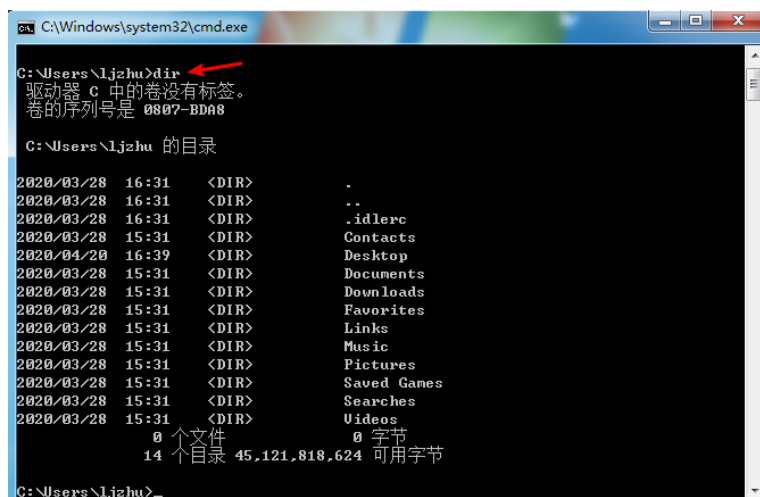 C:\Windows\system32\cmd.exe
C:\Users\ljzhu>dir
驱动器 C 中的卷没有标签。
卷的序列号是 0807-BDA8
C:\Users\ljzhu 的目录
2020/03/28 16:31 <DIR> .
2020/03/28 16:31 <DIR> ..
2020/03/28 16:31 <DIR> .idlerc
2020/03/28 15:31 <DIR> Contacts
2020/04/20 16:39 <DIR> Desktop
2020/03/28 15:31 <DIR> Documents
2020/03/28 15:31 <DIR> Downloads
2020/03/28 15:31 <DIR> Favorites
2020/03/28 15:31 <DIR> Links
2020/03/28 15:31 <DIR> Music
2020/03/28 15:31 <DIR> Pictures
2020/03/28 15:31 <DIR> Saved Games
2020/03/28 15:31 <DIR> Searches
2020/03/28 15:31 <DIR> Videos
0 个文件 0 字节
14 个目录 45,121,818,624 可用字节
C:\Users\ljzhu>_